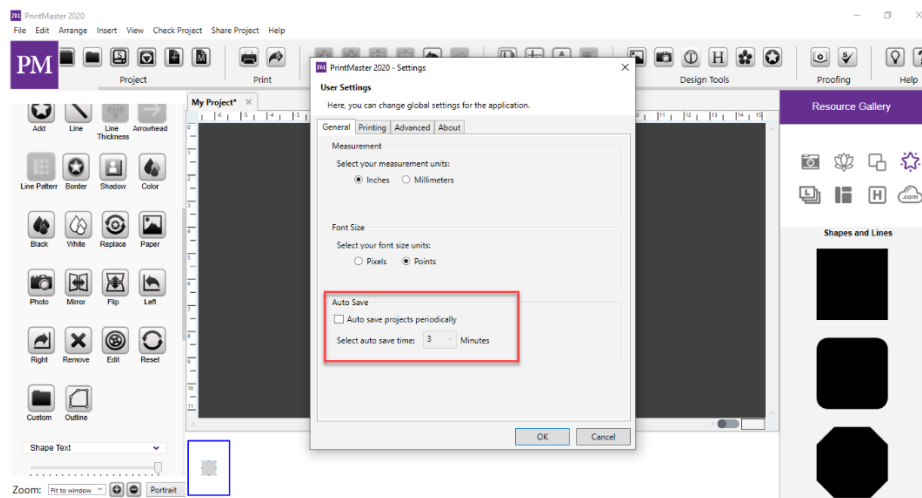 PrintMaster 2020
File Edit Arrange Insert View Check Project Share Project Help
PM
Project
Print
Design Tools
Proofing
Help
My Project*
Resource Gallery
Add Line Line Thickness Arrowhead
Line Pattern Border Shadow Color
Black White Replace Paper
Photo Mirror Flip Left
Right Remove Edit Reset
Custom Outline
Shape Text
Zoom: Fit to window Portrait
PrintMaster 2020 - Settings
User Settings
Here, you can change global settings for the application.
General Printing Advanced About
Measurement
Select your measurement units:
Inches Millimeters
Font Size
Select your font size units:
Pixels Points
Auto Save
Auto save projects periodically
Select auto save time: 3 Minutes
OK Cancel
Shapes and Lines